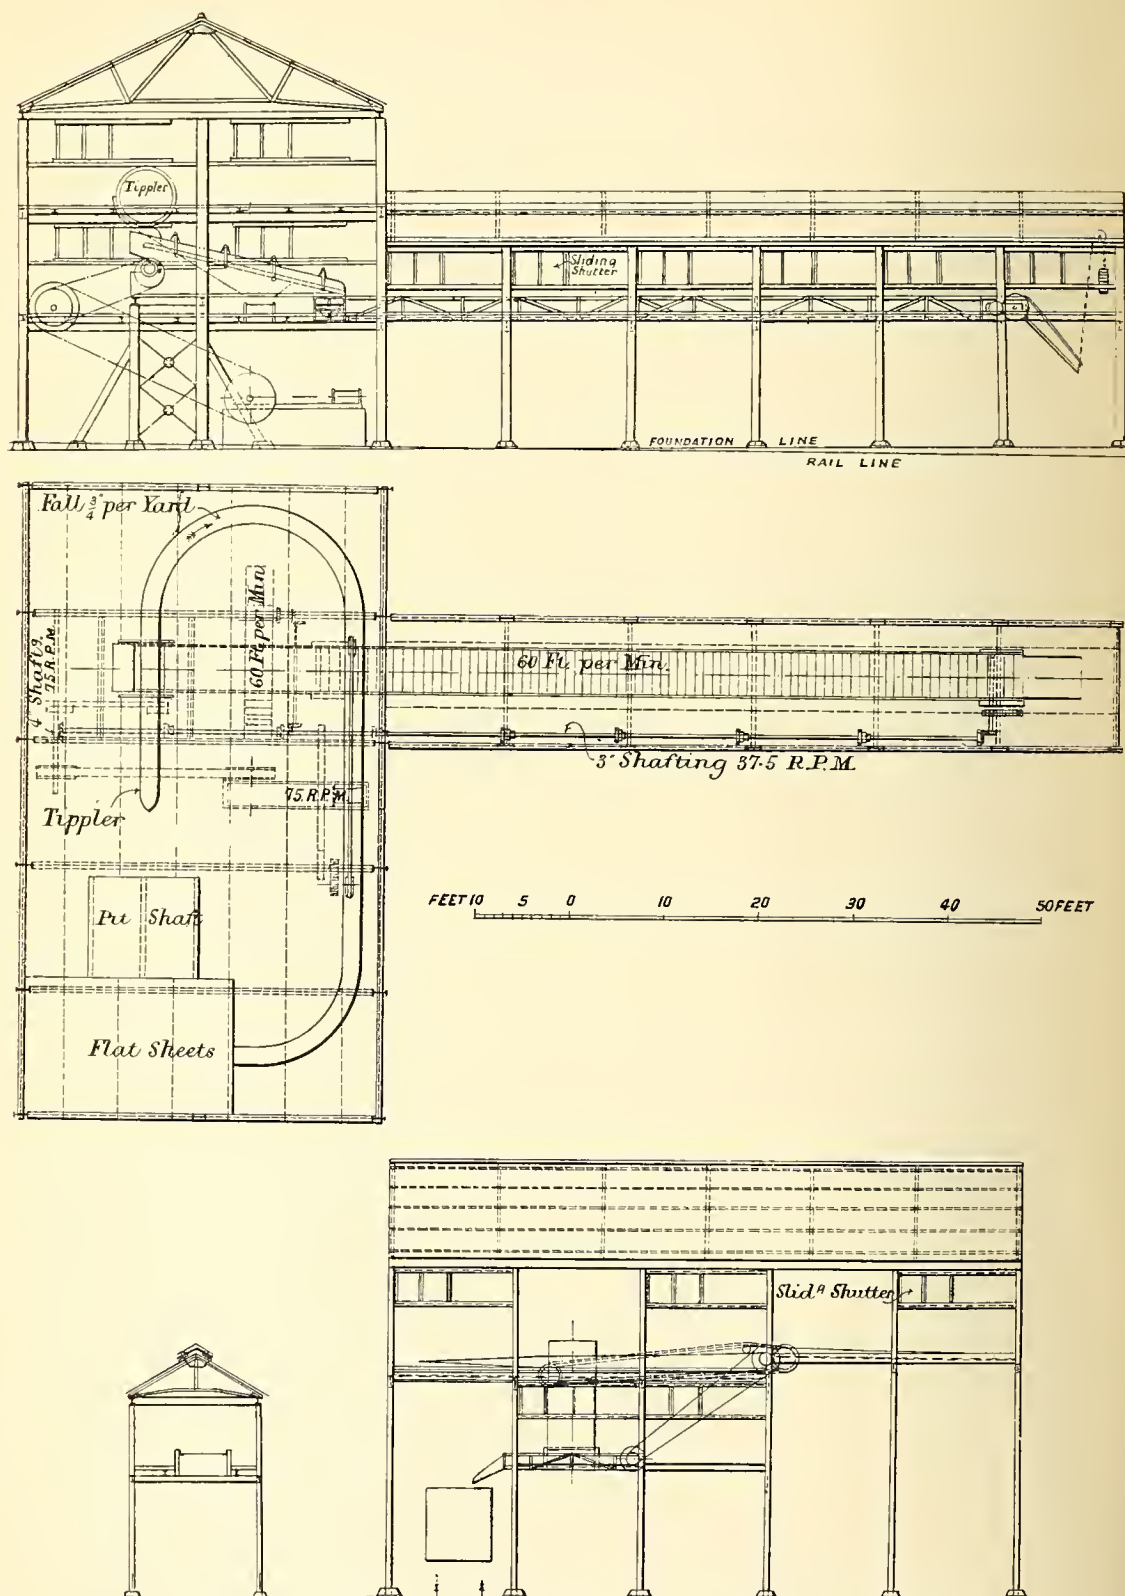 Tippler
Sliding
Shutter
FOUNDATION LINE
RAIL LINE
Fall 3/4" per Yard
60 Ft. per Min.
4" Shaftg.
75 R.P.M.
60 Ft. per Min.
3" Shafting 37·5 R.P.M.
75 R.P.M.
Tippler
Pit Shaft
FEET 10 5 0 10 20 30 40 50 FEET
Flat Sheets
Slidg Shutter